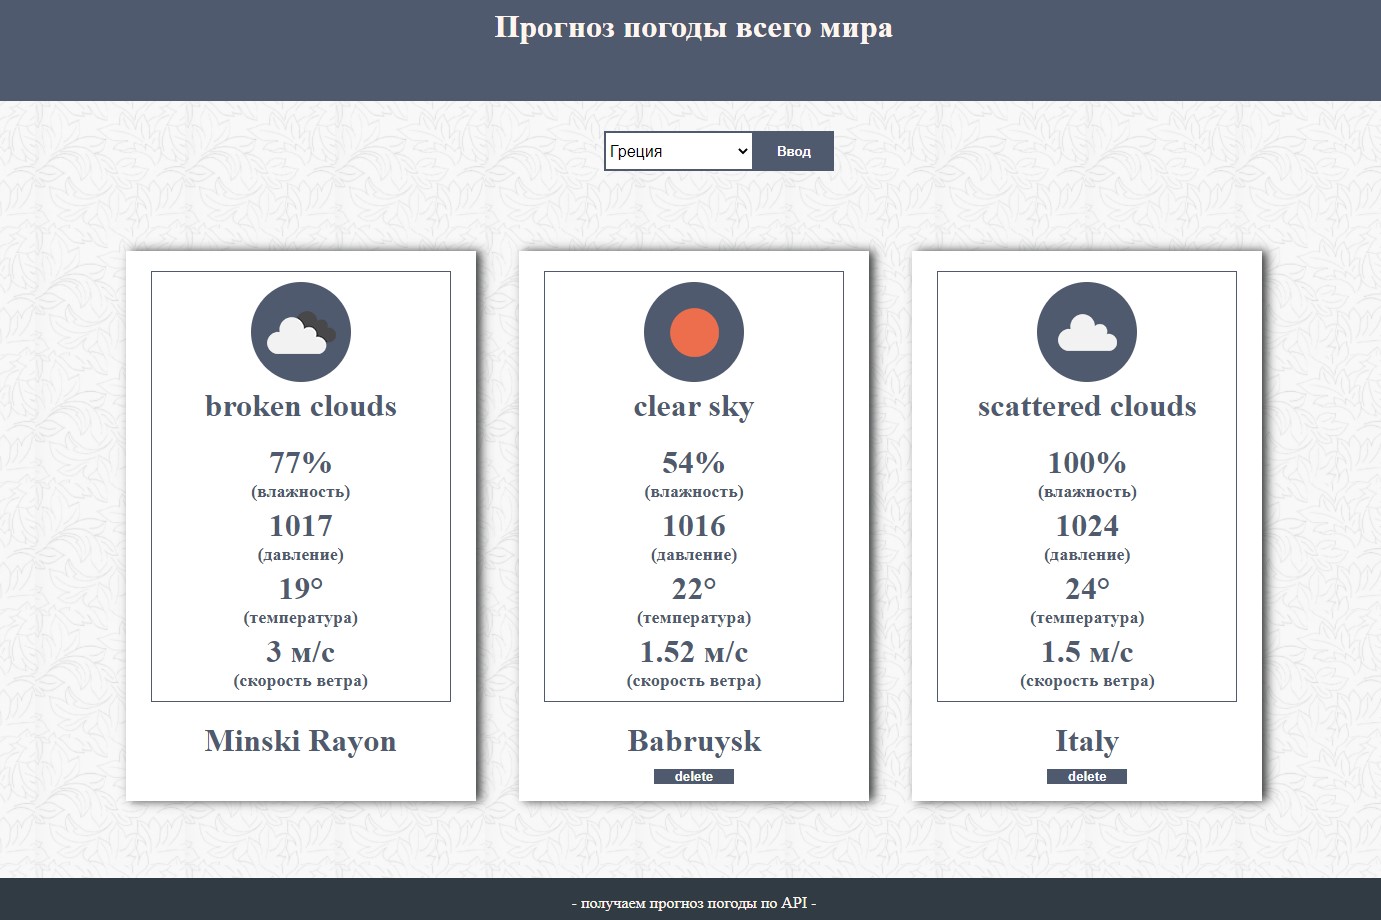 Прогноз погоды всего мира
Греция
Ввод
broken clouds
77%
(влажность)
1017
(давление)
19°
(температура)
3 м/с
(скорость ветра)
Minski Rayon
clear sky
54%
(влажность)
1016
(давление)
22°
(температура)
1.52 м/с
(скорость ветра)
Babruysk
delete
scattered clouds
100%
(влажность)
1024
(давление)
24°
(температура)
1.5 м/с
(скорость ветра)
Italy
delete
- получаем прогноз погоды по API -